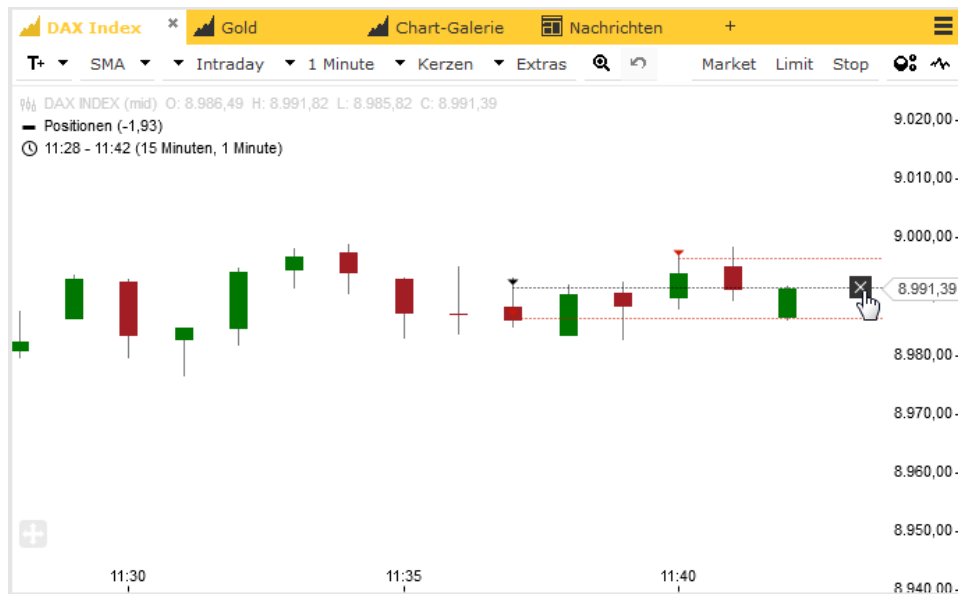 DAX Index × Gold Chart-Galerie Nachrichten +
T+ SMA Intraday 1 Minute Kerzen Extras Market Limit Stop
DAX INDEX (mid) O: 8.986,49 H: 8.991,82 L: 8.985,82 C: 8.991,39
Positionen (-1,93)
11:28 - 11:42 (15 Minuten, 1 Minute)
9.020,00
9.010,00
9.000,00
8.991,39
8.980,00
8.970,00
8.960,00
8.950,00
8.940,00
11:30 11:35 11:40